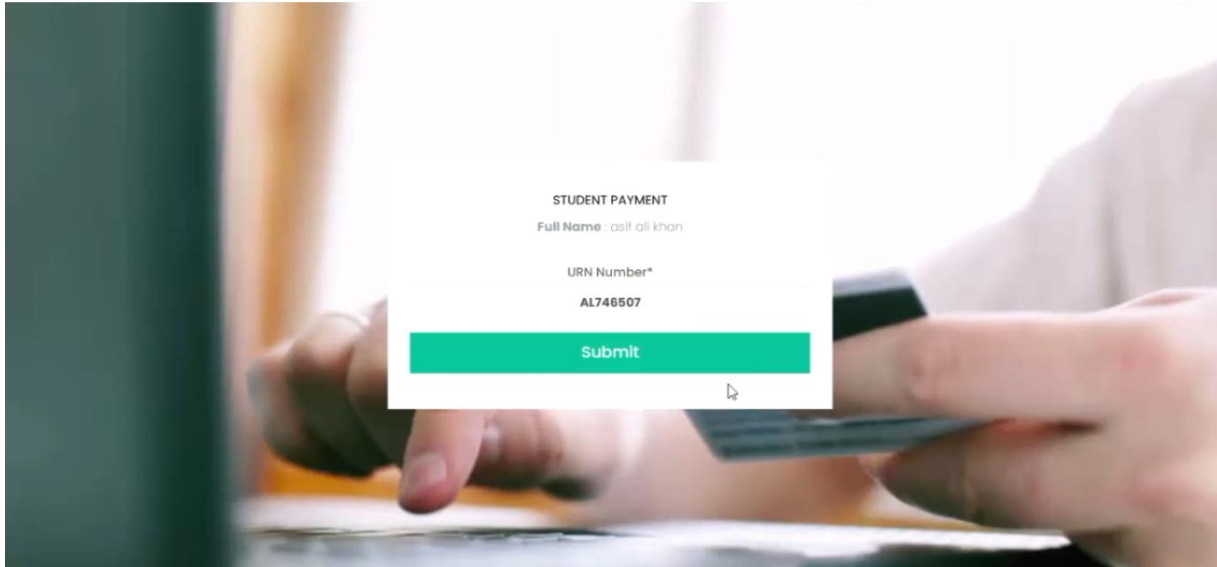 STUDENT PAYMENT
Full Name : asif ali khan
URN Number*
AL746507
Submit